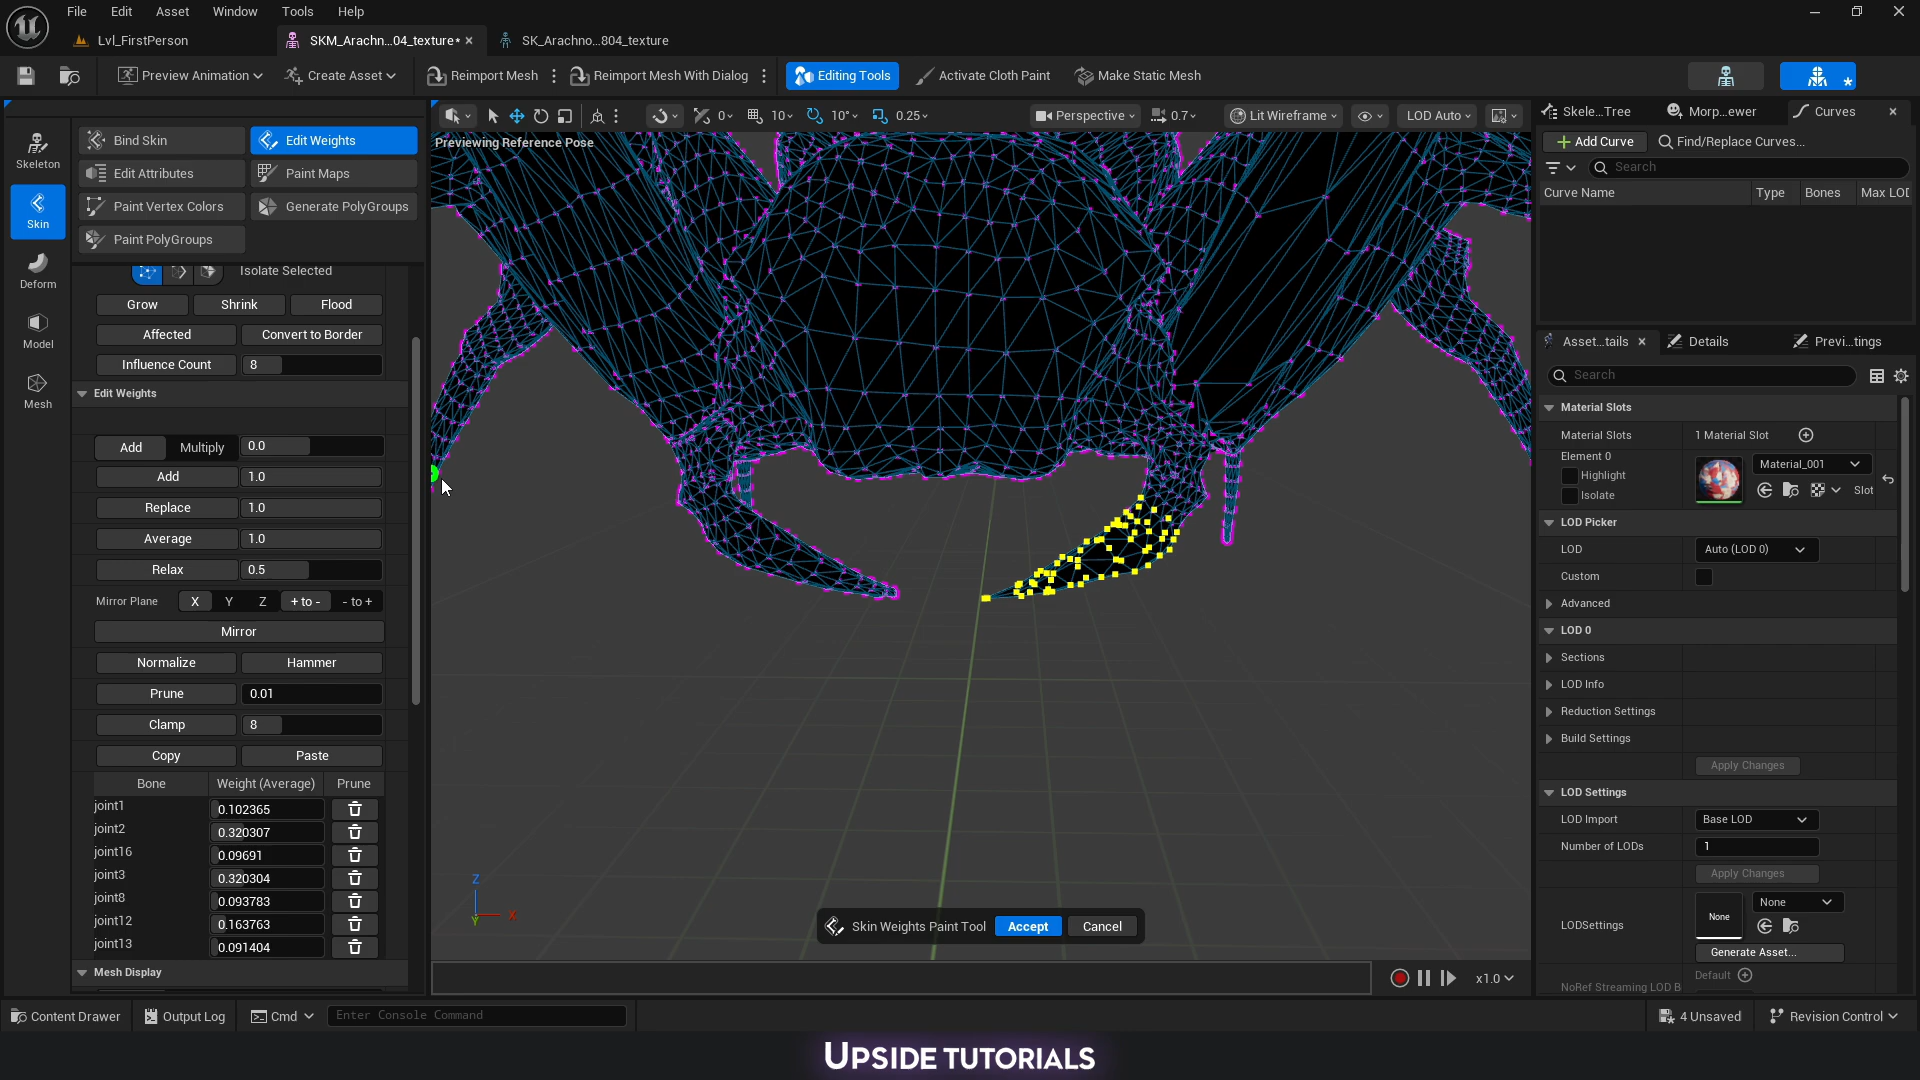 File Edit Asset Window Tools Help
Lvl_FirstPerson SKM_Arachn...04_texture* SK_Arachno...804_texture
Preview Animation Create Asset Reimport Mesh Reimport Mesh With Dialog Editing Tools Activate Cloth Paint Make Static Mesh
0 10 10° 0.25 Perspective 0.7 Lit Wireframe LOD Auto
Previewing Reference Pose
Skeleton
Skin
Deform
Model
Mesh
Bind Skin Edit Weights
Edit Attributes Paint Maps
Paint Vertex Colors Generate PolyGroups
Paint PolyGroups
Isolate Selected
Grow Shrink Flood
Affected Convert to Border
Influence Count 8
Edit Weights
Add Multiply 0.0
Add 1.0
Replace 1.0
Average 1.0
Relax 0.5
Mirror Plane X Y Z + to - - to +
Mirror
Normalize Hammer
Prune 0.01
Clamp 8
Copy Paste
Bone Weight (Average) Prune
joint1 0.102365
joint2 0.320307
joint16 0.09691
joint3 0.320304
joint8 0.093783
joint12 0.163763
joint13 0.091404
Mesh Display
Z
X
Y
Skin Weights Paint Tool Accept Cancel
x1.0
Skele...Tree Morp...ewer Curves
Add Curve Find/Replace Curves...
Search
Curve Name Type Bones Max LOD
Asset...tails Details Previ...tings
Search
Material Slots
Material Slots 1 Material Slot
Element 0
Highlight
Isolate
Material_001
Slot
LOD Picker
LOD Auto (LOD 0)
Custom
Advanced
LOD 0
Sections
LOD Info
Reduction Settings
Build Settings
Apply Changes
LOD Settings
LOD Import Base LOD
Number of LODs 1
Apply Changes
LODSettings None None
Generate Asset...
Default
NoRef Streaming LOD B
Content Drawer Output Log Cmd Enter Console Command 4 Unsaved Revision Control
UPSIDE TUTORIALS